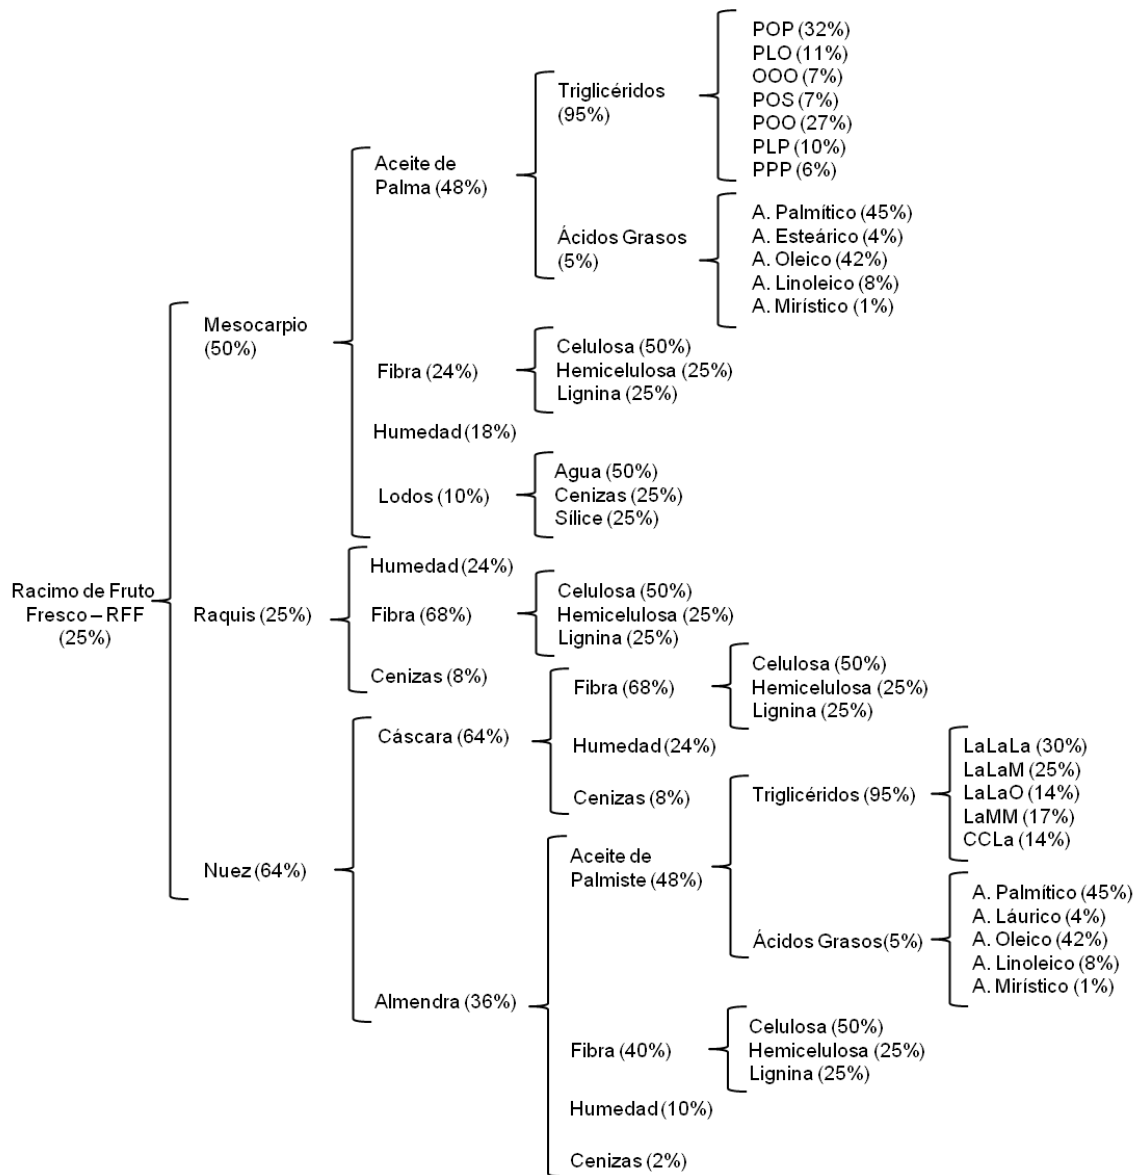 POP (32%)
PLO (11%)
OOO (7%)
POS (7%)
POO (27%)
PLP (10%)
PPP (6%)
Triglicéridos
(95%)
Aceite de
Palma (48%)
A. Palmítico (45%)
A. Esteárico (4%)
A. Oleico (42%)
A. Linoleico (8%)
A. Mirístico (1%)
Ácidos Grasos
(5%)
Mesocarpio
(50%)
Celulosa (50%)
Hemicelulosa (25%)
Lignina (25%)
Fibra (24%)
Humedad (18%)
Lodos (10%)
Agua (50%)
Cenizas (25%)
Sílice (25%)
Racimo de Fruto
Fresco – RFF
(25%)
Raquis (25%)
Humedad (24%)
Fibra (68%)
Celulosa (50%)
Hemicelulosa (25%)
Lignina (25%)
Cenizas (8%)
Nuez (64%)
Cáscara (64%)
Fibra (68%)
Celulosa (50%)
Hemicelulosa (25%)
Lignina (25%)
Humedad (24%)
Cenizas (8%)
Almendra (36%)
Aceite de
Palmiste (48%)
Triglicéridos (95%)
LaLaLa (30%)
LaLaM (25%)
LaLaO (14%)
LaMM (17%)
CCLa (14%)
Ácidos Grasos (5%)
A. Palmítico (45%)
A. Láurico (4%)
A. Oleico (42%)
A. Linoleico (8%)
A. Mirístico (1%)
Fibra (40%)
Celulosa (50%)
Hemicelulosa (25%)
Lignina (25%)
Humedad (10%)
Cenizas (2%)